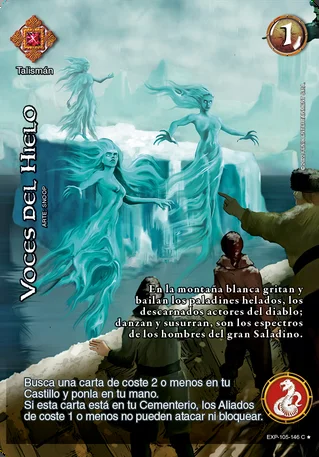 1
Talismán
VOCES DEL HIELO
ARTE: SNOOP
En la montaña blanca gritan y
bailan los paladines helados, los
descarnados actores del diablo;
danzan y susurran, son los espectros
de los hombres del gran Saladino.
Busca una carta de coste 2 o menos en tu
Castillo y ponla en tu mano.
Si esta carta está en tu Cementerio, los Aliados
de coste 1 o menos no pueden atacar ni bloquear.
EXP-105-146 C ★